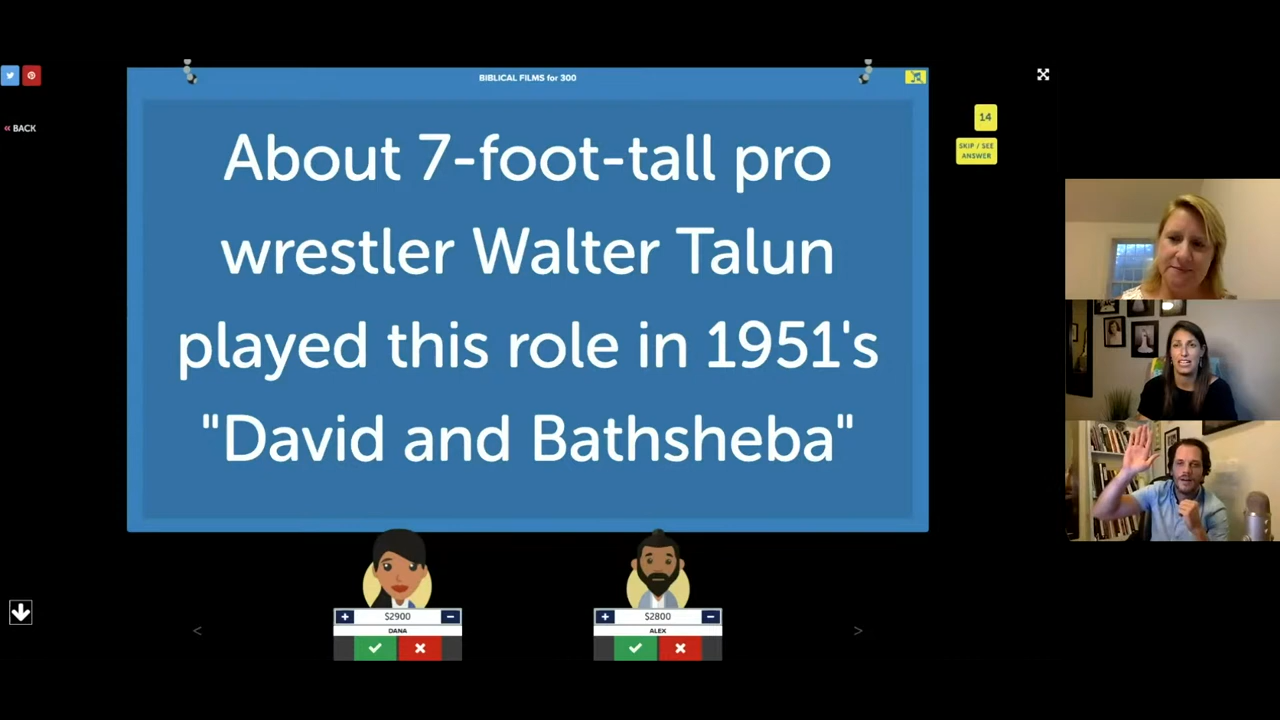 BIBLICAL FILMS for 300
« BACK
14
SKIP / SEE
ANSWER
About 7-foot-tall pro
wrestler Walter Talun
played this role in 1951's
"David and Bathsheba"
+ $2900 −
DANA
+ $2800 −
ALEX
< >